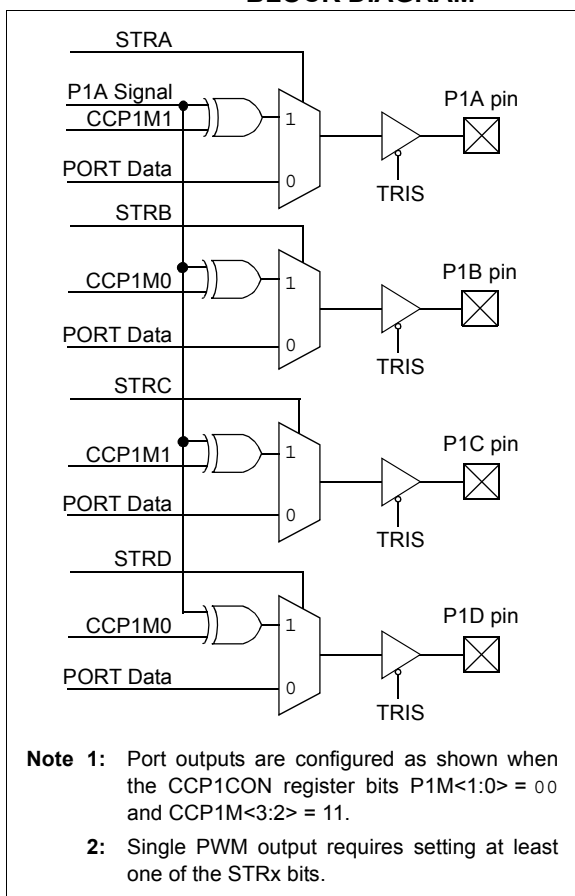 BLOCK DIAGRAM
STRA
P1A Signal
CCP1M1
1
P1A pin
PORT Data
0
TRIS
STRB
CCP1M0
1
P1B pin
PORT Data
0
TRIS
STRC
CCP1M1
1
P1C pin
PORT Data
0
TRIS
STRD
CCP1M0
1
P1D pin
PORT Data
0
TRIS
Note 1: Port outputs are configured as shown when
the CCP1CON register bits P1M<1:0> = 00
and CCP1M<3:2> = 11.
2: Single PWM output requires setting at least
one of the STRx bits.